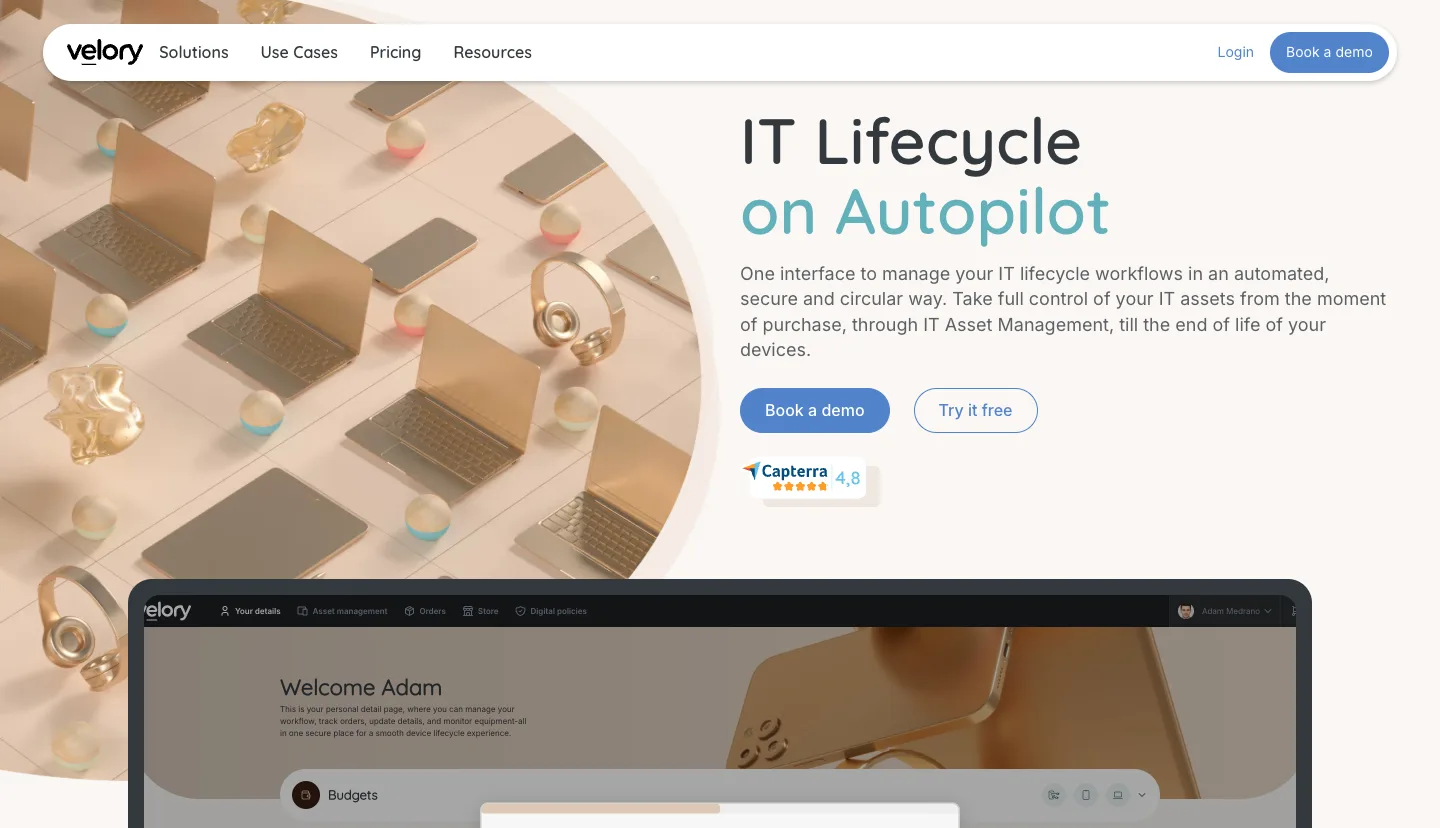 velory Solutions Use Cases Pricing Resources Login Book a demo
IT Lifecycle
on Autopilot
One interface to manage your IT lifecycle workflows in an automated,
secure and circular way. Take full control of your IT assets from the moment
of purchase, through IT Asset Management, till the end of life of your
devices.
Book a demo Try it free
Capterra 4,8
velory Your details Asset management Orders Store Digital policies Adam Medrano
Welcome Adam
This is your personal detail page, where you can manage your
workflow, track orders, update details, and monitor equipment-all
in one secure place for a smooth device lifecycle experience.
Budgets